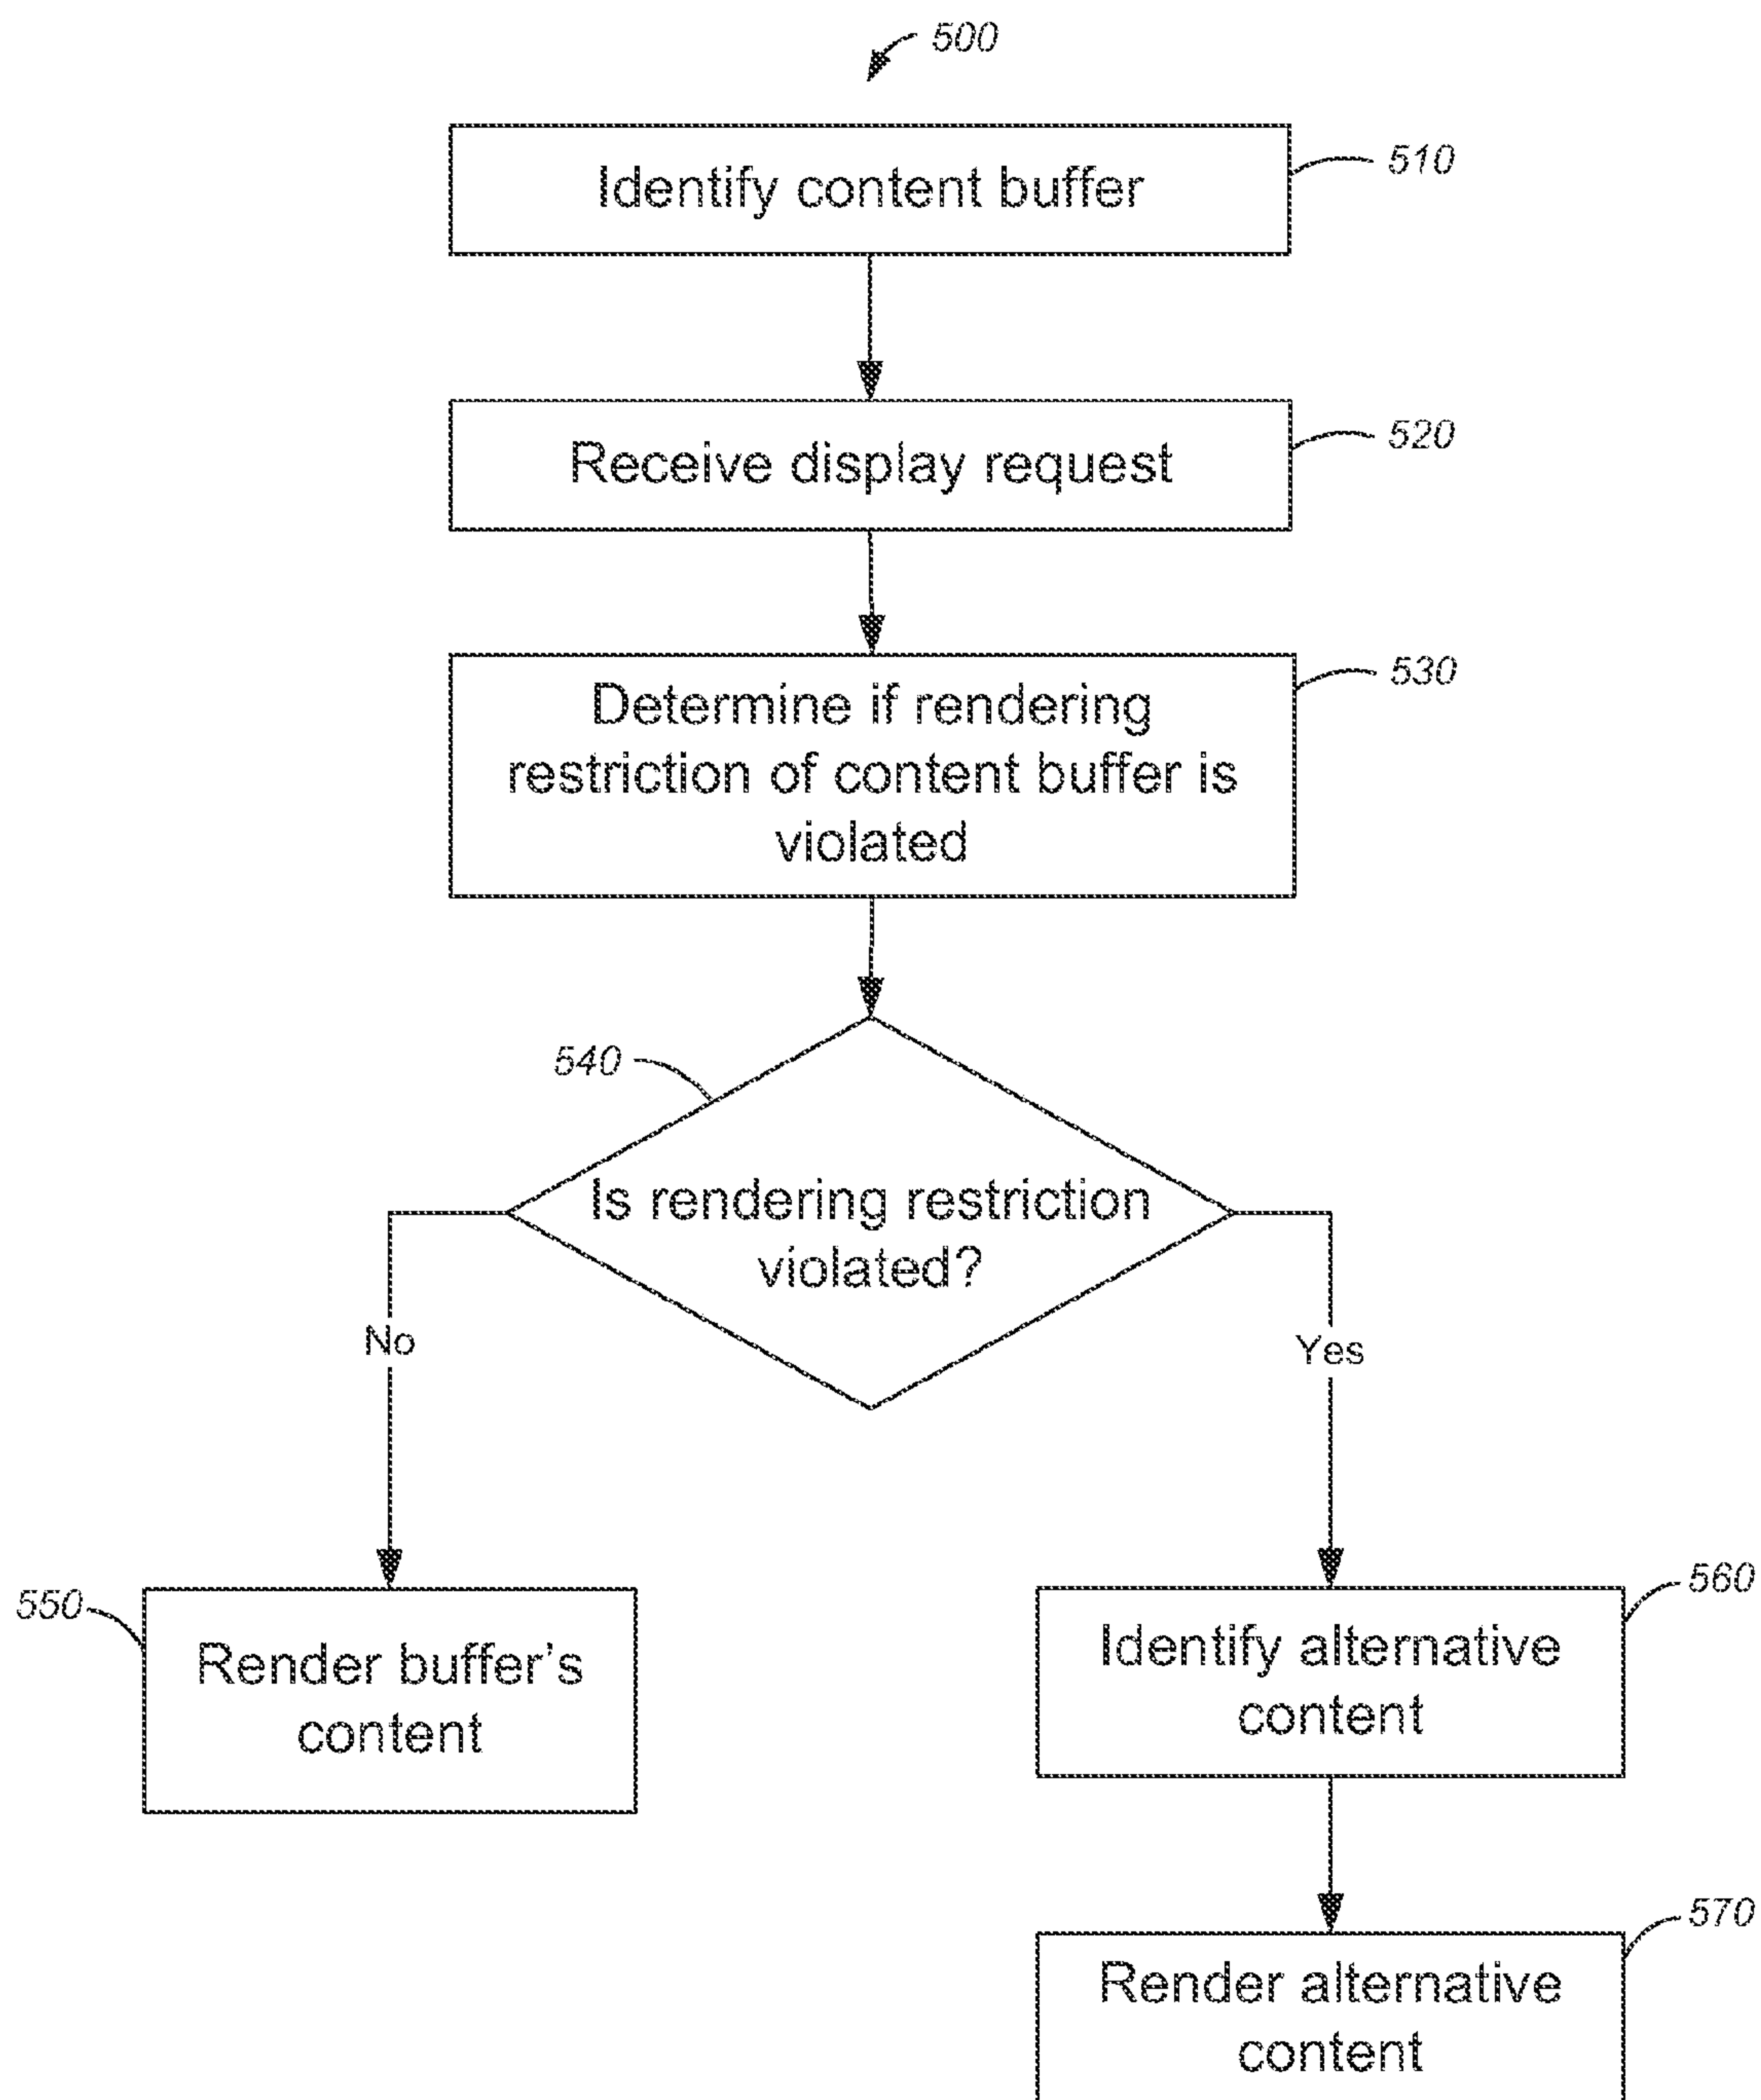 500
Identify content buffer
510
Receive display request
520
Determine if rendering
restriction of content buffer is
violated
530
540
Is rendering restriction
violated?
No
Yes
550
Render buffer's
content
560
Identify alternative
content
570
Render alternative
content